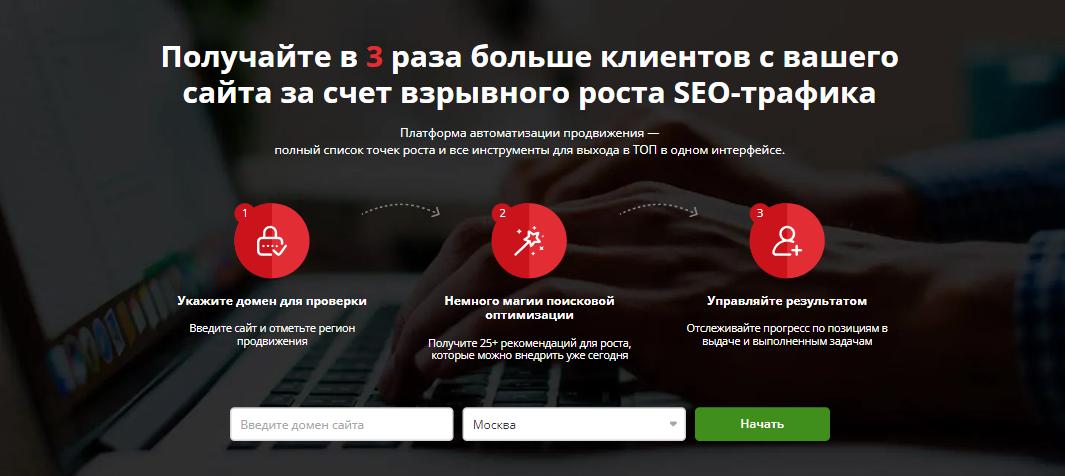 Получайте в 3 раза больше клиентов с вашего
сайта за счет взрывного роста SEO-трафика
Платформа автоматизации продвижения —
полный список точек роста и все инструменты для выхода в ТОП в одном интерфейсе.
1
Укажите домен для проверки
Введите сайт и отметьте регион
продвижения
2
Немного магии поисковой
оптимизации
Получите 25+ рекомендаций для роста,
которые можно внедрить уже сегодня
3
Управляйте результатом
Отслеживайте прогресс по позициям в
выдаче и выполненным задачам
Введите домен сайта
Москва
Начать